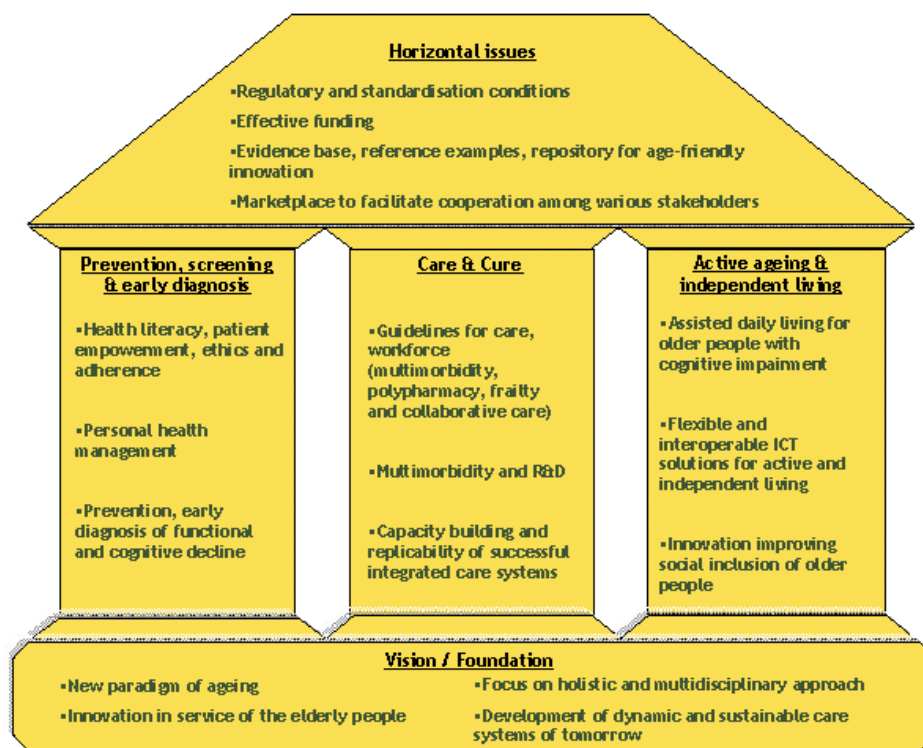 Horizontal issues
▪Regulatory and standardisation conditions
▪Effective funding
▪Evidence base, reference examples, repository for age-friendly
innovation
▪Marketplace to facilitate cooperation among various stakeholders
Prevention, screening
& early diagnosis
▪Health literacy, patient
empowerment, ethics and
adherence
▪Personal health
management
▪Prevention, early
diagnosis of functional
and cognitive decline
Care & Cure
▪Guidelines for care,
workforce
(multimorbidity,
polypharmacy, frailty
and collaborative care)
▪Multimorbidity and R&D
▪Capacity building and
replicability of successful
integrated care systems
Active ageing &
independent living
▪Assisted daily living for
older people with
cognitive impairment
▪Flexible and
interoperable ICT
solutions for active and
independent living
▪Innovation improving
social inclusion of older
people
Vision / Foundation
▪New paradigm of ageing
▪Innovation in service of the elderly people
▪Focus on holistic and multidisciplinary approach
▪Development of dynamic and sustainable care
systems of tomorrow